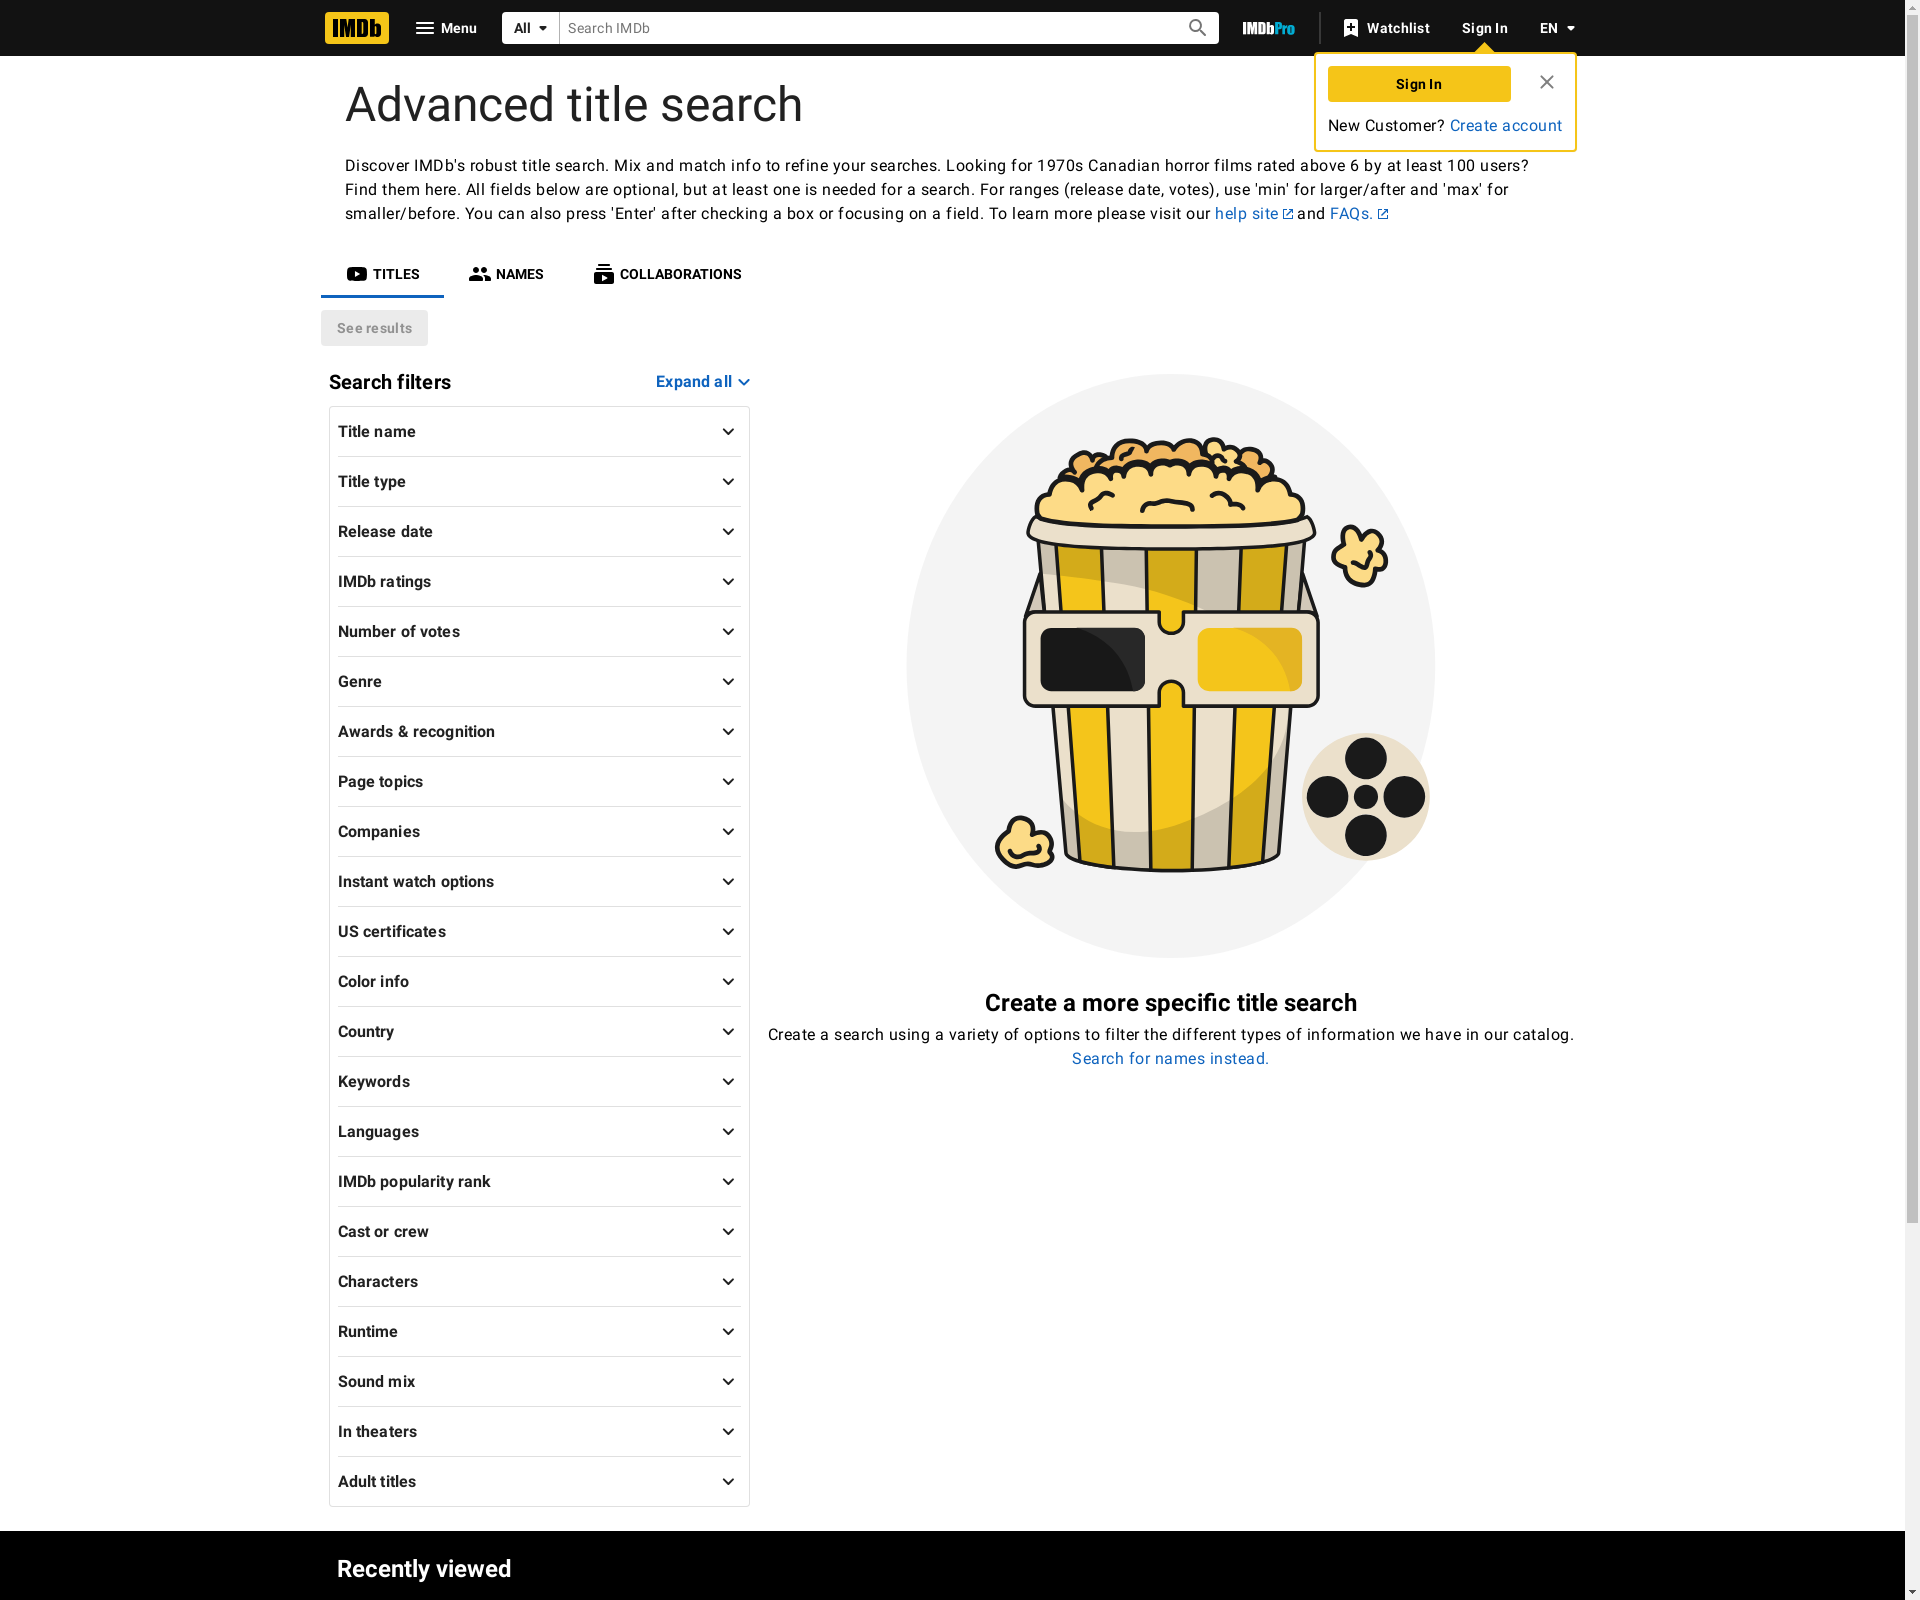 IMDb
Menu
All
Search IMDb
IMDbPro
Watchlist
Sign In
EN
Sign In
New Customer? Create account
Advanced title search
Discover IMDb's robust title search. Mix and match info to refine your searches. Looking for 1970s Canadian horror films rated above 6 by at least 100 users?
Find them here. All fields below are optional, but at least one is needed for a search. For ranges (release date, votes), use 'min' for larger/after and 'max' for
smaller/before. You can also press 'Enter' after checking a box or focusing on a field. To learn more please visit our help site and FAQs.
TITLES
NAMES
COLLABORATIONS
See results
Search filters
Expand all
Title name
Title type
Release date
IMDb ratings
Number of votes
Genre
Awards & recognition
Page topics
Companies
Instant watch options
US certificates
Color info
Country
Keywords
Languages
IMDb popularity rank
Cast or crew
Characters
Runtime
Sound mix
In theaters
Adult titles
Create a more specific title search
Create a search using a variety of options to filter the different types of information we have in our catalog.
Search for names instead.
Recently viewed